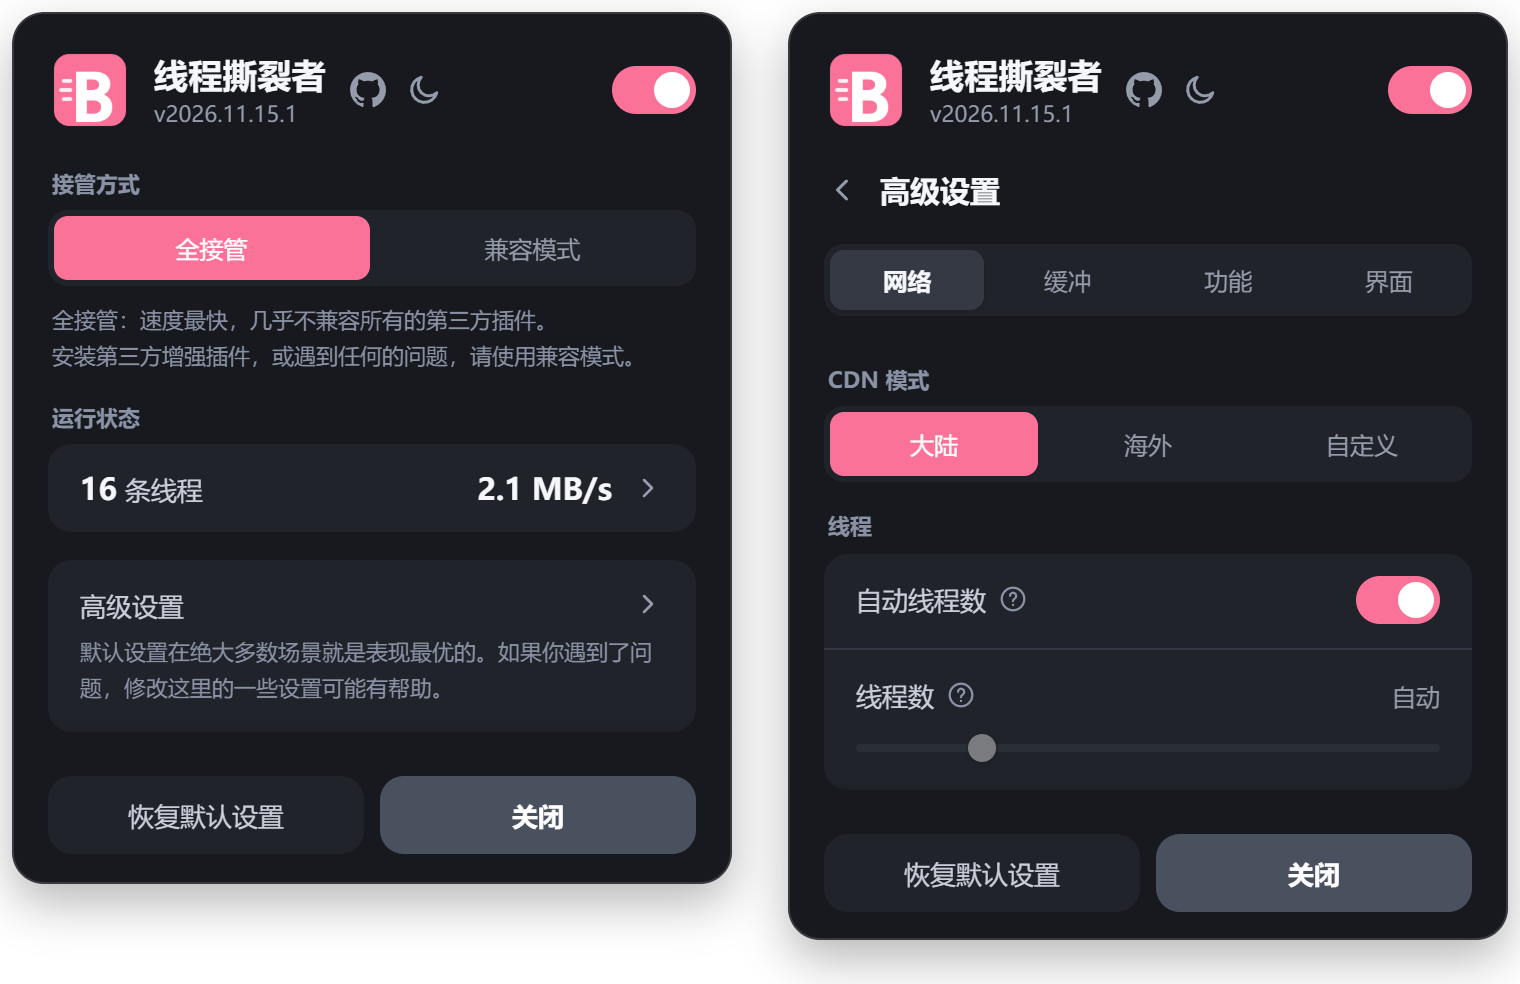 B
线程撕裂者
v2026.11.15.1
接管方式
全接管
兼容模式
全接管：速度最快，几乎不兼容所有的第三方插件。
安装第三方增强插件，或遇到任何的问题，请使用兼容模式。
运行状态
16 条线程
2.1 MB/s
高级设置
默认设置在绝大多数场景就是表现最优的。如果你遇到了问
题，修改这里的一些设置可能有帮助。
恢复默认设置
关闭
B
线程撕裂者
v2026.11.15.1
高级设置
网络
缓冲
功能
界面
CDN 模式
大陆
海外
自定义
线程
自动线程数 ?
线程数 ?
自动
恢复默认设置
关闭